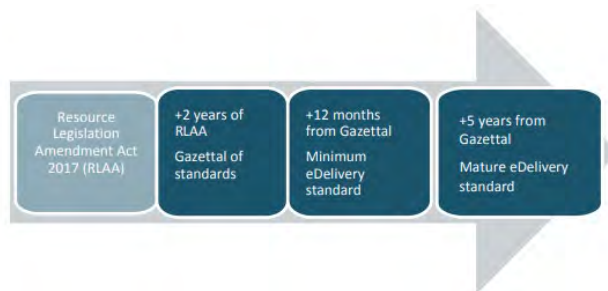 Resource
Legislation
Amendment Act
2017 (RLAA)
+2 years of
RLAA
Gazettal of
standards
+12 months
from Gazettal
Minimum
eDelivery
standard
+5 years from
Gazettal
Mature eDelivery
standard